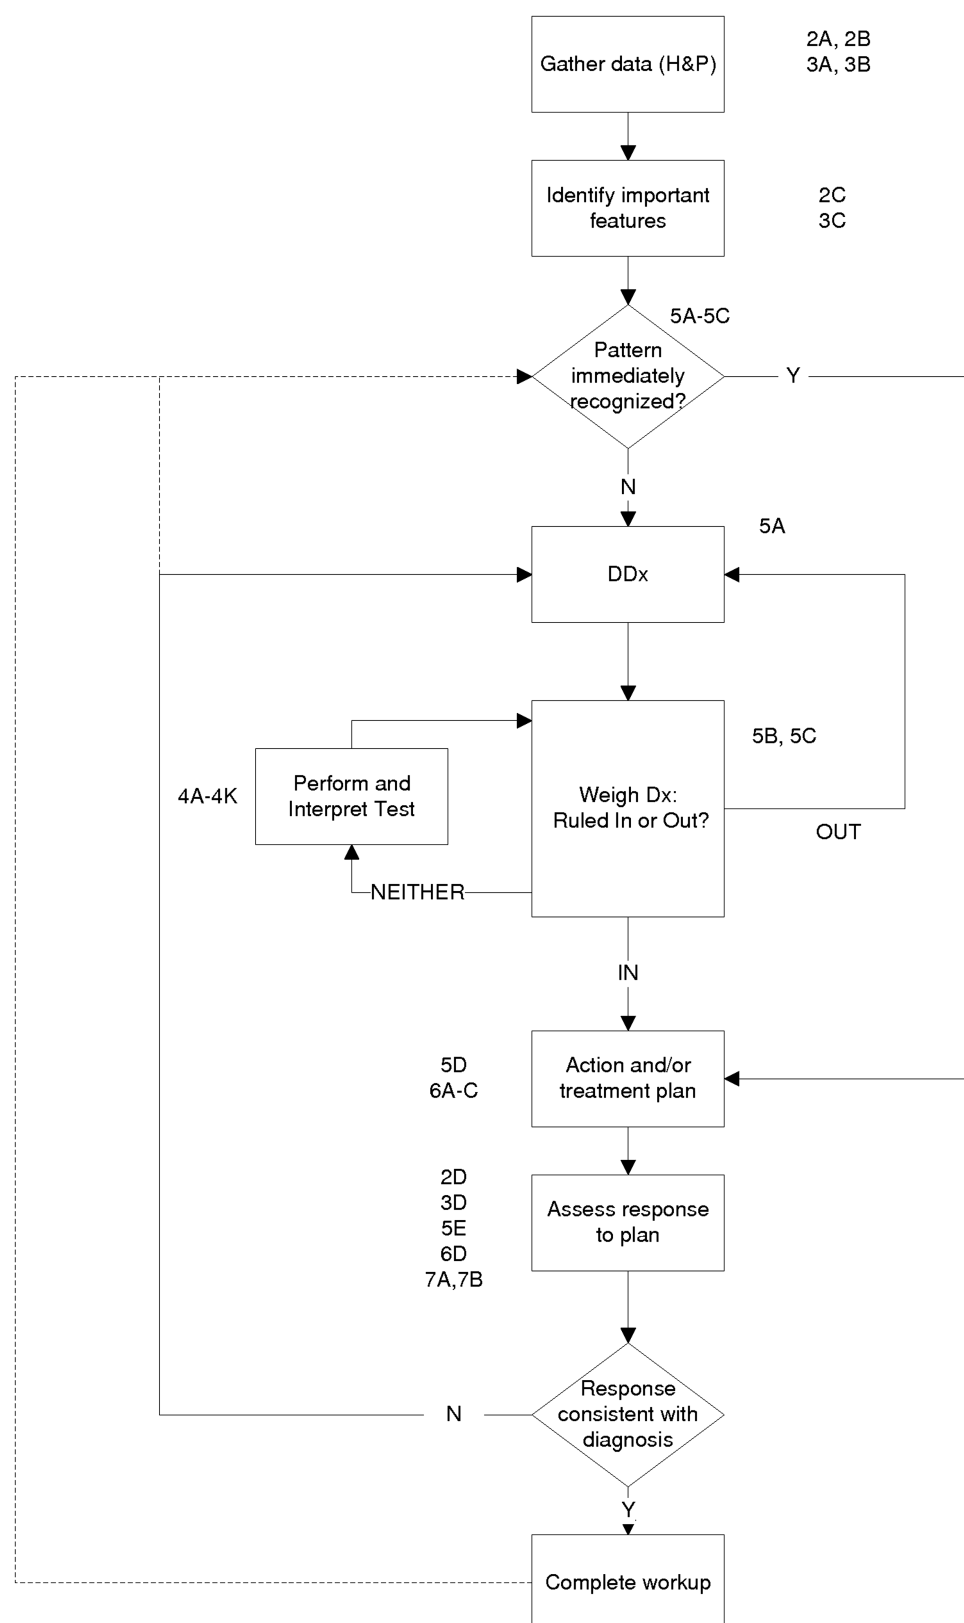 Gather data (H&P)
2A, 2B
3A, 3B
Identify important
features
2C
3C
5A-5C
Pattern
immediately
recognized?
Y
N
5A
DDx
5B, 5C
Perform and
Interpret Test
4A-4K
Weigh Dx:
Ruled In or Out?
OUT
NEITHER
IN
5D
6A-C
Action and/or
treatment plan
2D
3D
5E
6D
7A,7B
Assess response
to plan
Response
consistent with
diagnosis
N
Y
Complete workup